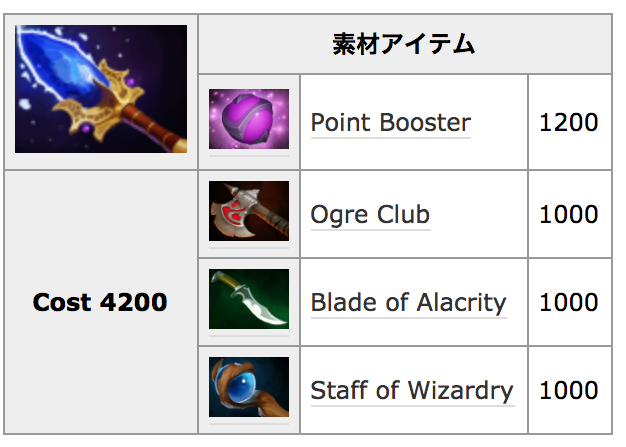 素材アイテム
Point Booster 1200
Cost 4200
Ogre Club 1000
Blade of Alacrity 1000
Staff of Wizardry 1000